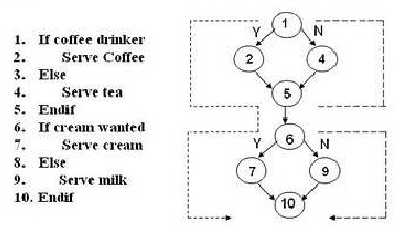 1. If coffee drinker
2. Serve Coffee
3. Else
4. Serve tea
5. Endif
6. If cream wanted
7. Serve cream
8. Else
9. Serve milk
10. Endif
1
Y N
2 4
5
6
Y N
7 9
10